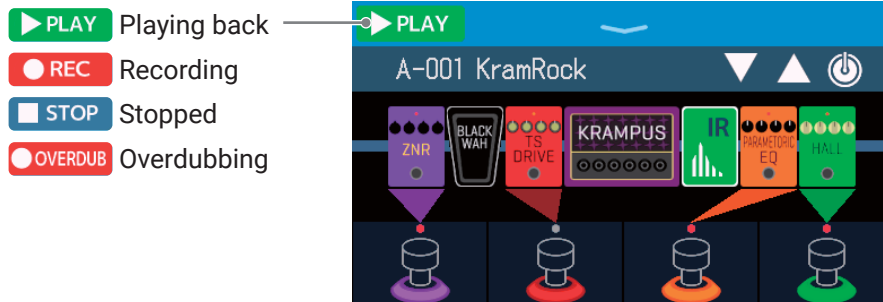 PLAY Playing back
REC Recording
STOP Stopped
OVERDUB Overdubbing
PLAY
A-001 KramRock
ZNR
BLACK
WAH
TS
DRIVE
KRAMPUS
IR
PARAMETORIC
EQ
HALL